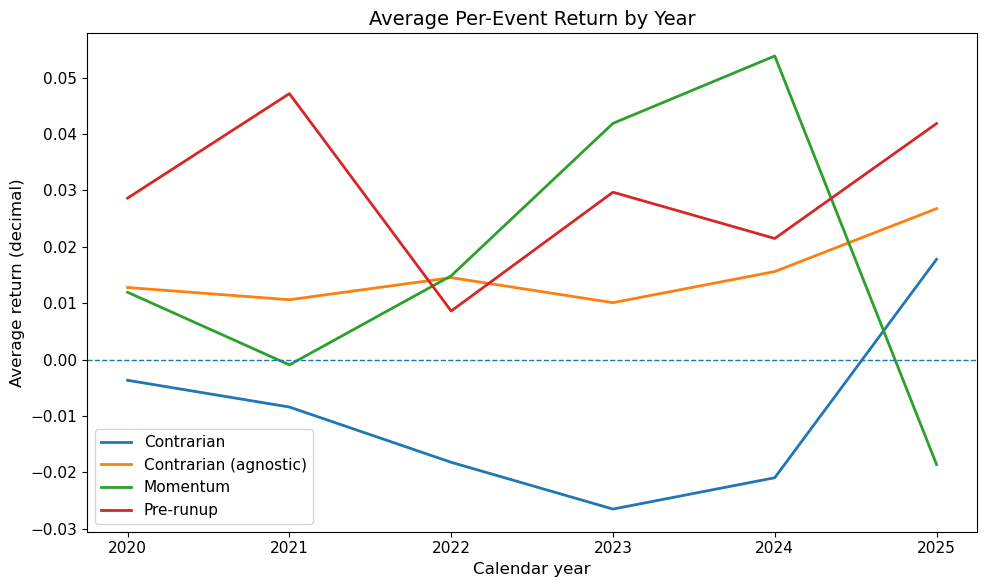 Average Per-Event Return by Year
Average return (decimal)
0.05
0.04
0.03
0.02
0.01
0.00
−0.01
−0.02
−0.03
Contrarian
Contrarian (agnostic)
Momentum
Pre-runup
2020 2021 2022 2023 2024 2025
Calendar year